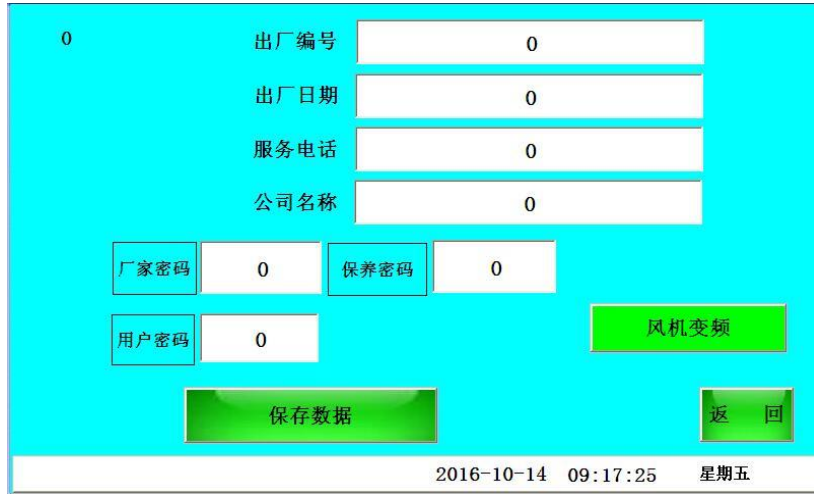 0 出厂编号 0
出厂日期 0
服务电话 0
公司名称 0
厂家密码 0 保养密码 0
风机变频
用户密码 0
保存数据 返 回
2016-10-14 09:17:25 星期五